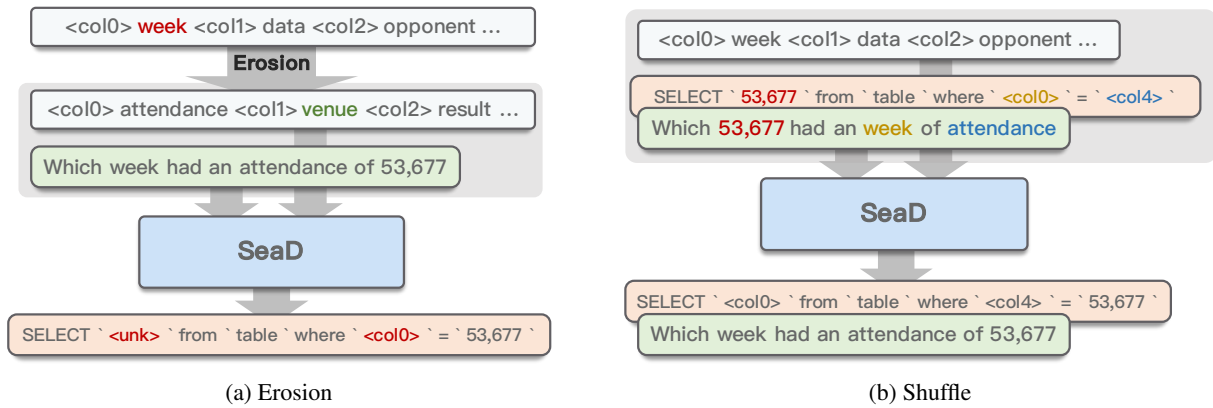 <col0> week <col1> data <col2> opponent ...
Erosion
<col0> attendance <col1> venue <col2> result ...
Which week had an attendance of 53,677
SeaD
SELECT ` <unk> ` from ` table ` where ` <col0> ` = ` 53,677 `
(a) Erosion
<col0> week <col1> data <col2> opponent ...
SELECT ` 53,677 ` from ` table ` where ` <col0> ` = ` <col4> `
Which 53,677 had an week of attendance
SeaD
SELECT ` <col0> ` from ` table ` where ` <col4> ` = ` 53,677 `
Which week had an attendance of 53,677
(b) Shuffle